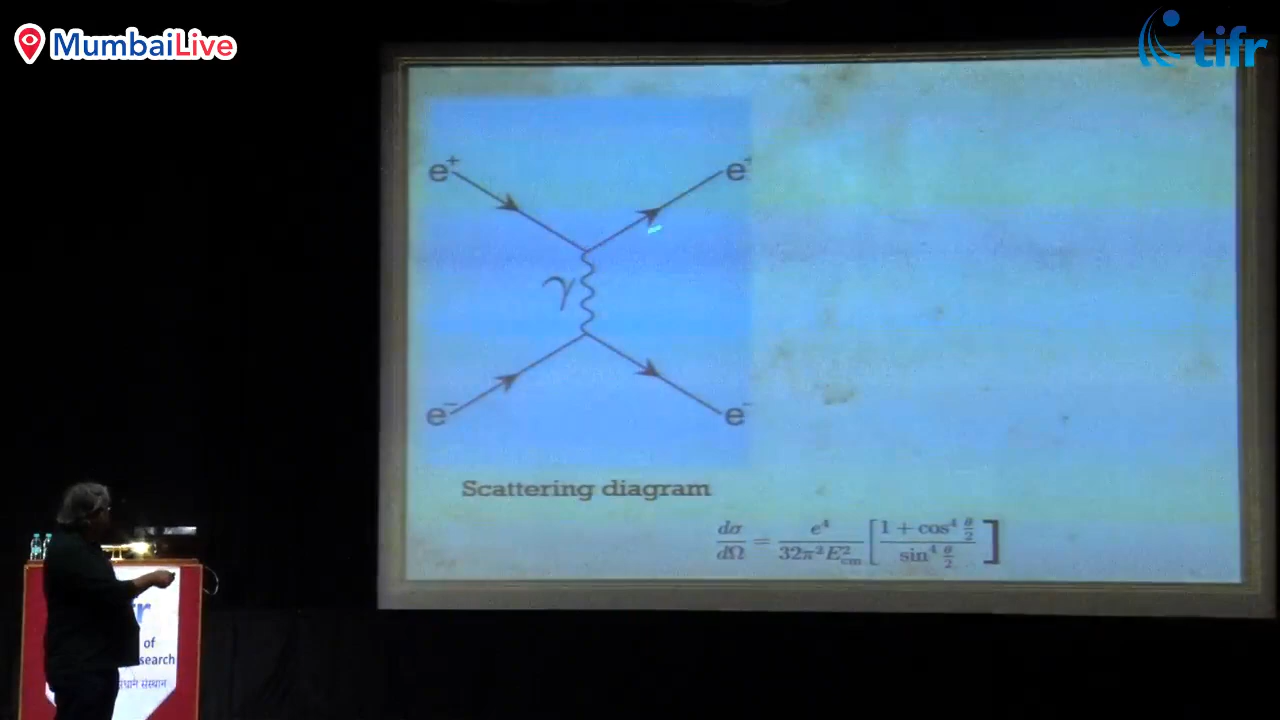 MumbaiLive
tifr
e⁺
e⁺
γ
e⁻
e⁻
Scattering diagram
dσ/dΩ = e⁴/32π²E²cm [1 + cos⁴ θ/2 / sin⁴ θ/2]
of
search
संस्थान